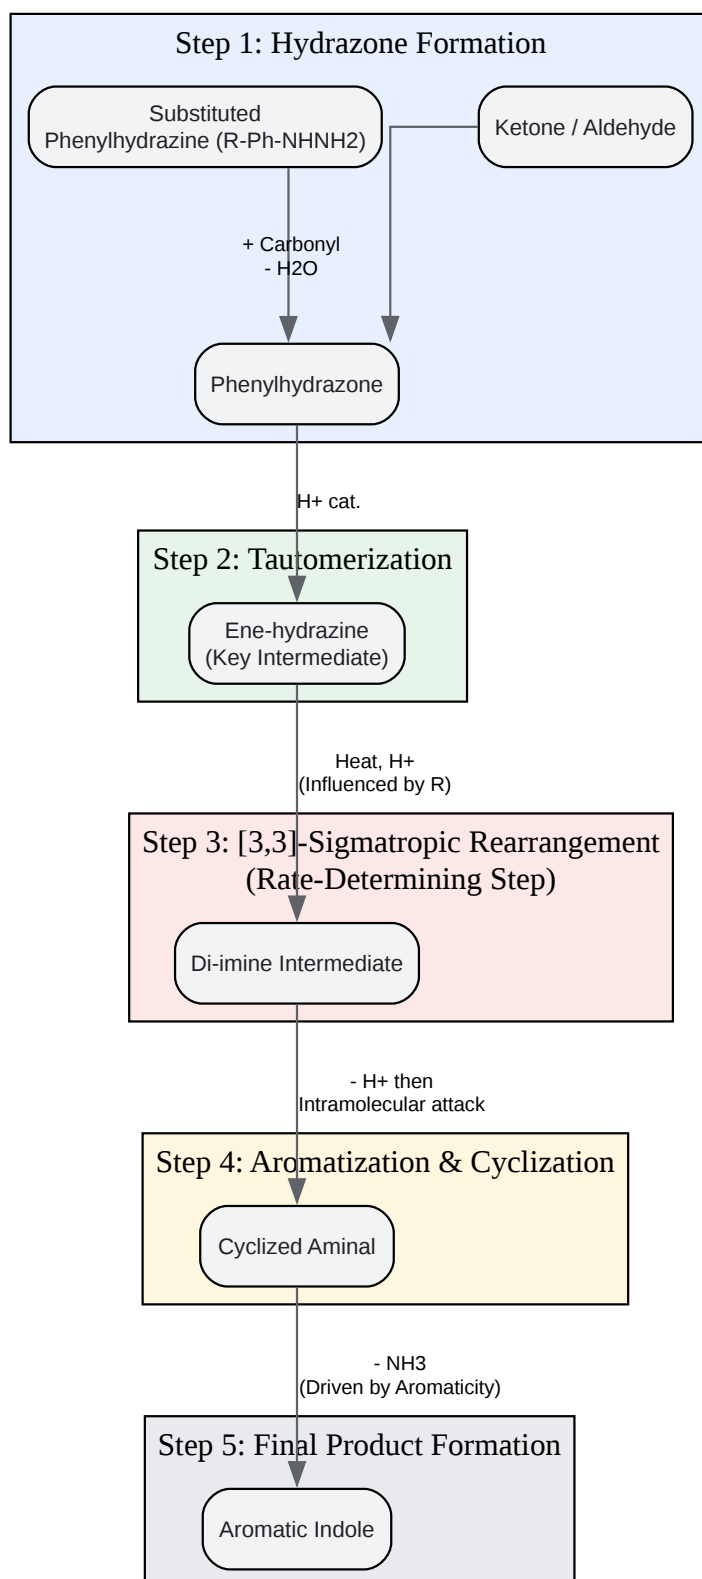 Step 1: Hydrazone Formation
Substituted
Phenylhydrazine (R-Ph-NHNH2)
Ketone / Aldehyde
+ Carbonyl
- H2O
Phenylhydrazone
H+ cat.
Step 2: Tautomerization
Ene-hydrazine
(Key Intermediate)
Heat, H+
(Influenced by R)
Step 3: [3,3]-Sigmatropic Rearrangement
(Rate-Determining Step)
Di-imine Intermediate
- H+ then
Intramolecular attack
Step 4: Aromatization & Cyclization
Cyclized Aminal
- NH3
(Driven by Aromaticity)
Step 5: Final Product Formation
Aromatic Indole